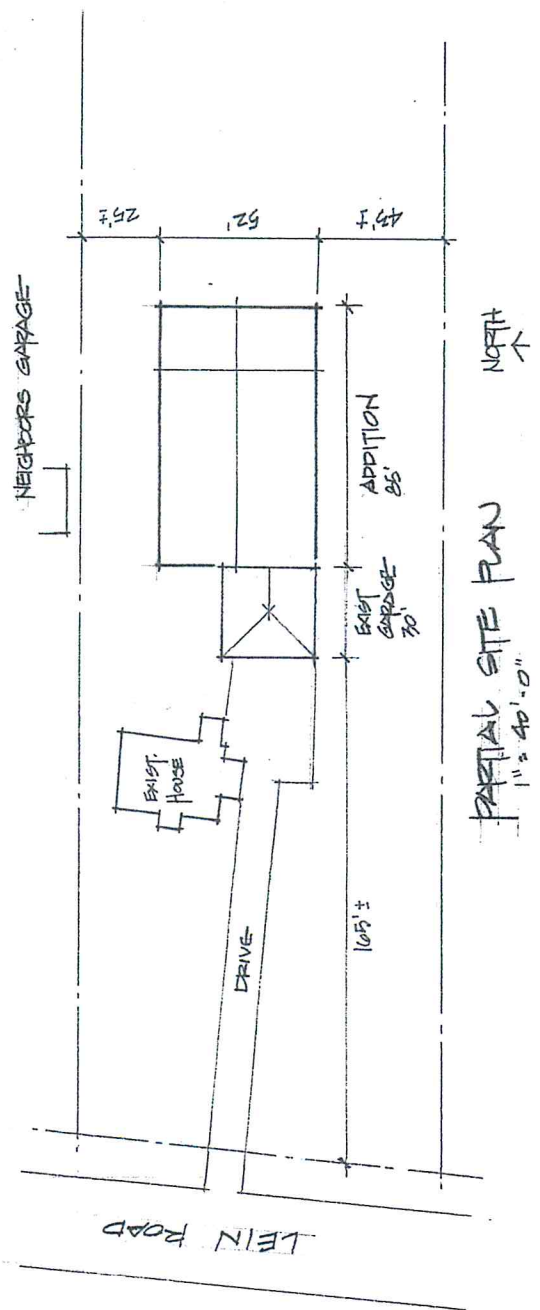 NEIGHBORS GARAGE
25'±
52'
43'±
NORTH
ADDITION
85'
EXIST
GARAGE
30'
EXIST.
HOUSE
DRIVE
165'±
PARTIAL SITE PLAN
1" = 40'-0"
LEIN ROAD